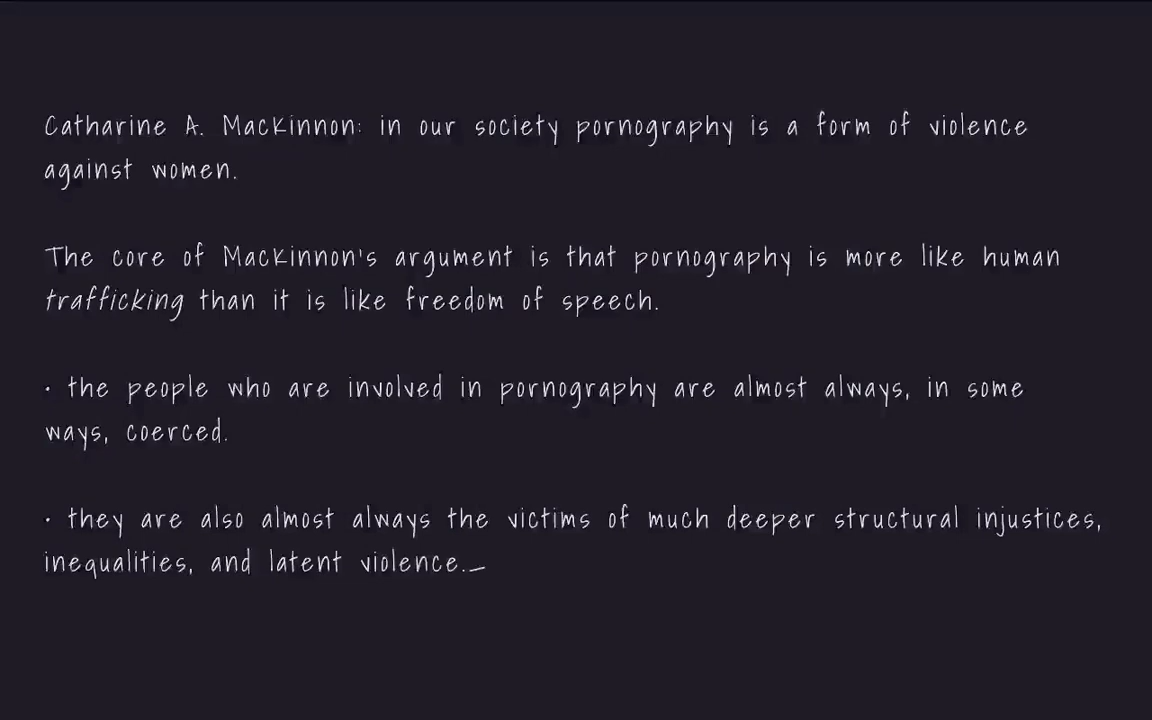 Catharine A. MacKinnon: in our society pornography is a form of violence
against women.
The core of MacKinnon's argument is that pornography is more like human
trafficking than it is like freedom of speech.
• the people who are involved in pornography are almost always, in some
ways, coerced.
• they are also almost always the victims of much deeper structural injustices,
inequalities, and latent violence._